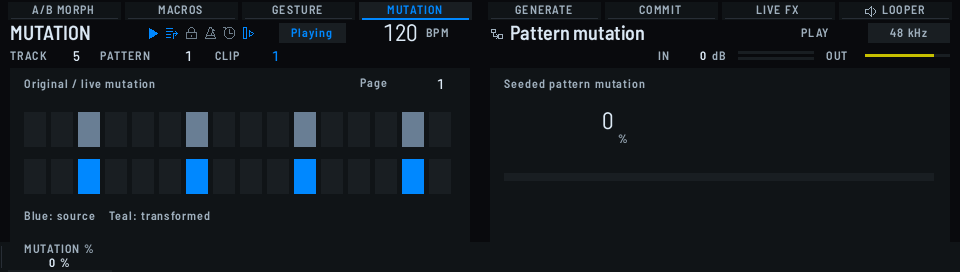 A/B MORPH MACROS GESTURE MUTATION GENERATE COMMIT LIVE FX LOOPER
MUTATION Playing 120 BPM Pattern mutation PLAY 48 kHz
TRACK 5 PATTERN 1 CLIP 1 IN 0 dB OUT
Original / live mutation Page 1 Seeded pattern mutation
0 %
Blue: source Teal: transformed
MUTATION %
0 %